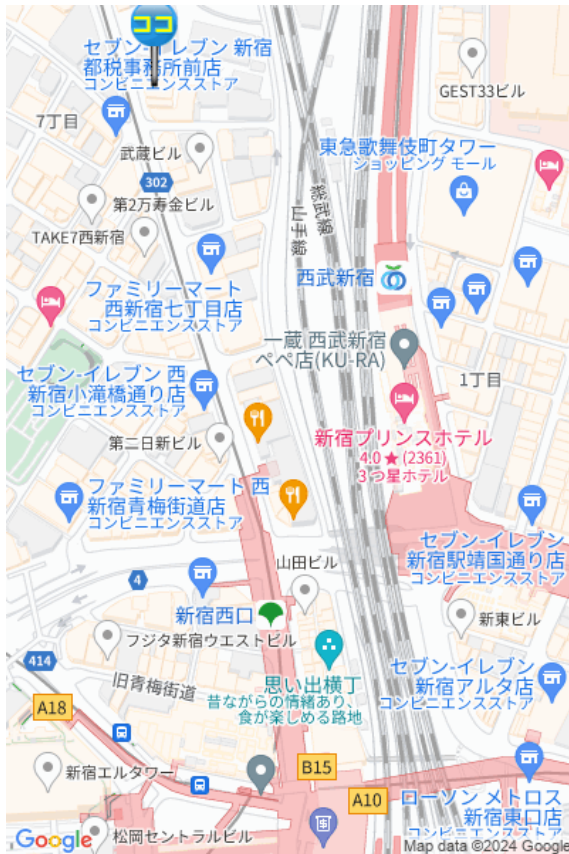 ココ
セブン-イレブン 新宿
都税事務所前店
コンビニエンスストア
GEST33ビル
7丁目
武蔵ビル
東急歌舞伎町タワー
ショッピング モール
302
第2万寿金ビル
総武線
山手線
TAKE7西新宿
西武新宿
ファミリーマート
西新宿七丁目店
コンビニエンスストア
一蔵 西武新宿
ペペ店(KU-RA)
セブン-イレブン 西
新宿小滝橋通り店
コンビニエンスストア
1丁目
新宿プリンスホテル
4.0★(2361)
3 つ星ホテル
第二日新ビル
ファミリーマート 西
新宿青梅街道店
コンビニエンスストア
セブン-イレブン
新宿駅靖国通り店
コンビニエンスストア
山田ビル
4
新宿西口
新東ビル
フジタ新宿ウエストビル
414
旧青梅街道
思い出横丁
昔ながらの情緒あり、
食が楽しめる路地
セブン-イレブン
新宿アルタ店
コンビニエンスストア
A18
新宿エルタワー
B15
A10
ローソン メトロス
新宿東口店
コンビニエンスストア
松岡セントラルビル
Google
Map data ©2024 Google